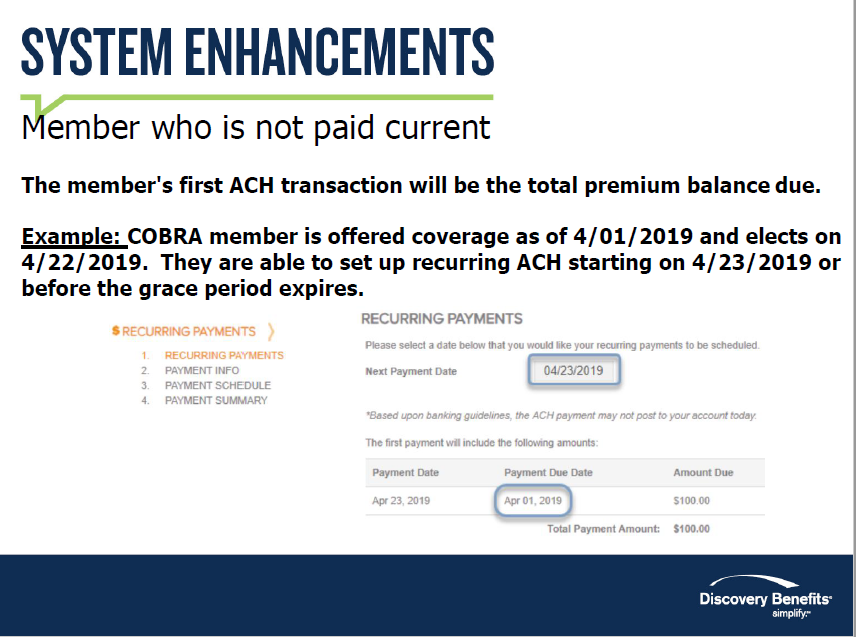 SYSTEM ENHANCEMENTS
Member who is not paid current
The member's first ACH transaction will be the total premium balance due.
Example: COBRA member is offered coverage as of 4/01/2019 and elects on
4/22/2019. They are able to set up recurring ACH starting on 4/23/2019 or
before the grace period expires.
$ RECURRING PAYMENTS
1. RECURRING PAYMENTS
2. PAYMENT INFO
3. PAYMENT SCHEDULE
4. PAYMENT SUMMARY
RECURRING PAYMENTS
Please select a date below that you would like your recurring payments to be scheduled.
Next Payment Date 04/23/2019
*Based upon banking guidelines, the ACH payment may not post to your account today.
The first payment will include the following amounts:
Payment Date Payment Due Date Amount Due
Apr 23, 2019 Apr 01, 2019 $100.00
Total Payment Amount: $100.00
Discovery Benefits®
simplify.™